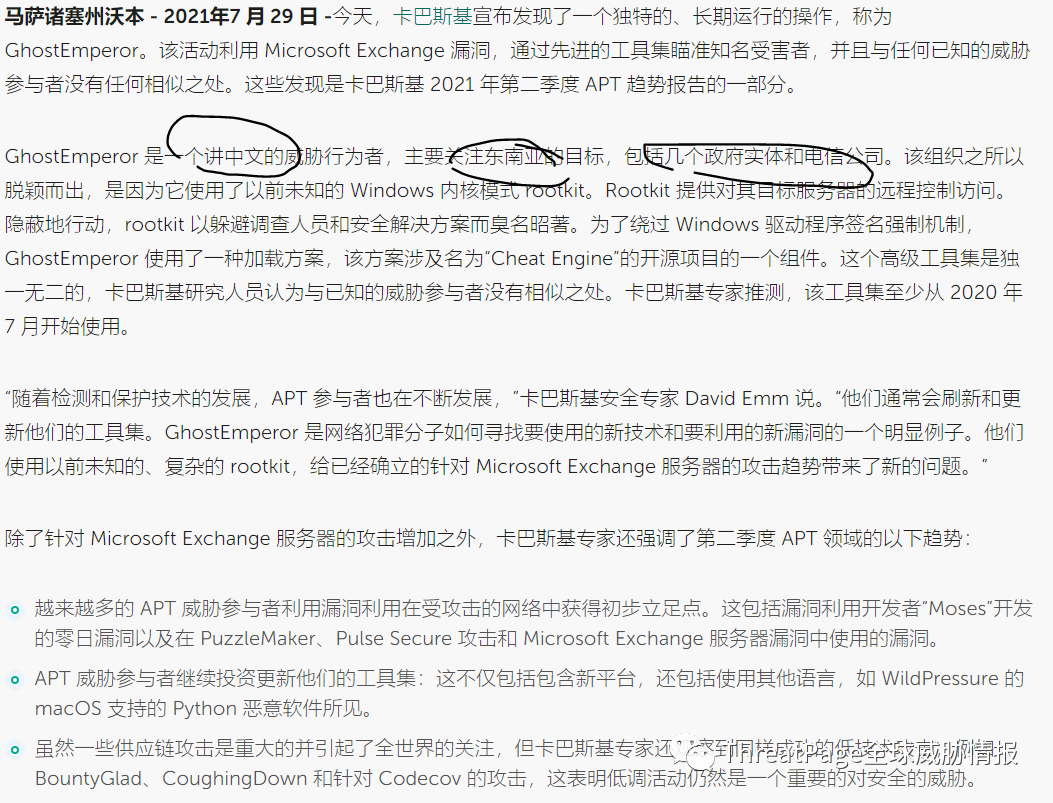 马萨诸塞州沃本 - 2021年7 月 29 日 -今天，卡巴斯基宣布发现了一个独特的、长期运行的操作，称为
GhostEmperor。该活动利用 Microsoft Exchange 漏洞，通过先进的工具集瞄准知名受害者，并且与任何已知的威胁
参与者没有任何相似之处。这些发现是卡巴斯基 2021 年第二季度 APT 趋势报告的一部分。
GhostEmperor 是一个讲中文的威胁行为者，主要关注东南亚的目标，包括几个政府实体和电信公司。该组织之所以
脱颖而出，是因为它使用了以前未知的 Windows 内核模式 rootkit。Rootkit 提供对其目标服务器的远程控制访问。
隐蔽地行动，rootkit 以躲避调查人员和安全解决方案而臭名昭著。为了绕过 Windows 驱动程序签名强制机制，
GhostEmperor 使用了一种加载方案，该方案涉及名为“Cheat Engine”的开源项目的一个组件。这个高级工具集是独
一无二的，卡巴斯基研究人员认为与已知的威胁参与者没有相似之处。卡巴斯基专家推测，该工具集至少从 2020 年
7 月开始使用。
“随着检测和保护技术的发展，APT 参与者也在不断发展，”卡巴斯基安全专家 David Emm 说。“他们通常会刷新和更
新他们的工具集。GhostEmperor 是网络犯罪分子如何寻找要使用的新技术和要利用的新漏洞的一个明显例子。他们
使用以前未知的、复杂的 rootkit，给已经确立的针对 Microsoft Exchange 服务器的攻击趋势带来了新的问题。”
除了针对 Microsoft Exchange 服务器的攻击增加之外，卡巴斯基专家还强调了第二季度 APT 领域的以下趋势：
越来越多的 APT 威胁参与者利用漏洞利用在受攻击的网络中获得初步立足点。这包括漏洞利用开发者“Moses”开发
的零日漏洞以及在 PuzzleMaker、Pulse Secure 攻击和 Microsoft Exchange 服务器漏洞中使用的漏洞。
APT 威胁参与者继续投资更新他们的工具集：这不仅包括包含新平台，还包括使用其他语言，如 WildPressure 的
macOS 支持的 Python 恶意软件所见。
虽然一些供应链攻击是重大的并引起了全世界的关注，但卡巴斯基专家还
ThreatPage全球威胁情报
BountyGlad、CoughingDown 和针对 Codecov 的攻击，这表明低调活动仍然是一个重要的对安全的威胁。